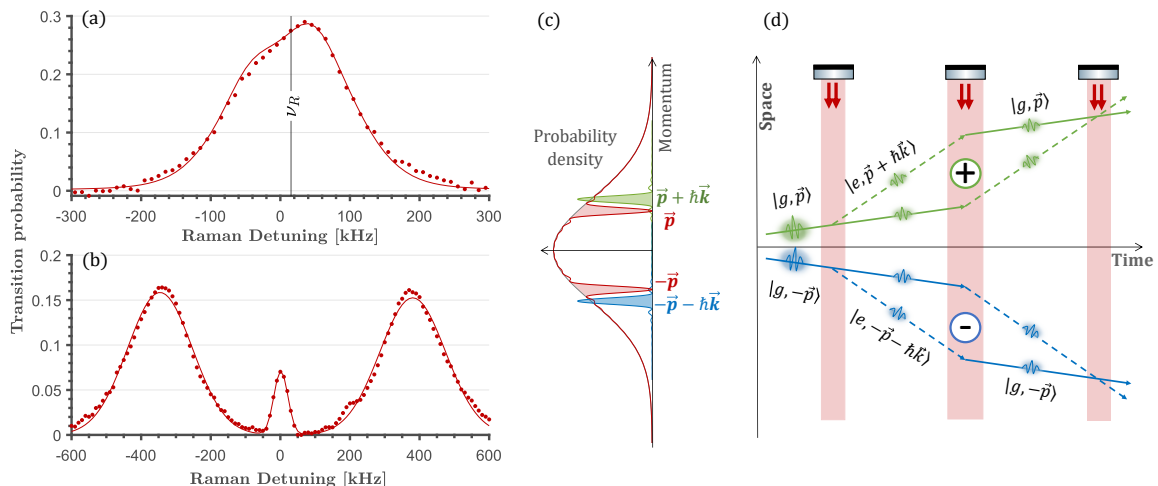 (a)
0.3
0.2
0.1
0
-300
-200
-100
0
100
200
300
ν_R
Raman Detuning [kHz]
Transition probability
(b)
0.2
0.15
0.1
0.05
0
-600
-400
-200
0
200
400
600
Raman Detuning [kHz]
(c)
Momentum
Probability
density
p⃗ + ħk⃗
p⃗
−p⃗
−p⃗ − ħk⃗
(d)
Space
Time
|g, p⃗⟩
|e, p⃗ + ħk⃗⟩
|g, p⃗⟩
+
|g, −p⃗⟩
|e, −p⃗ − ħk⃗⟩
-
|g, −p⃗⟩